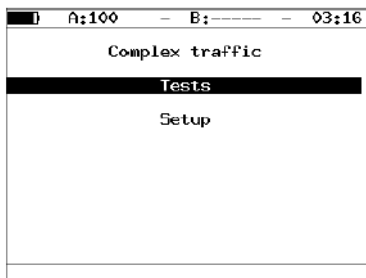 A:100 – B:----- – 03:16
Complex traffic
Tests
Setup